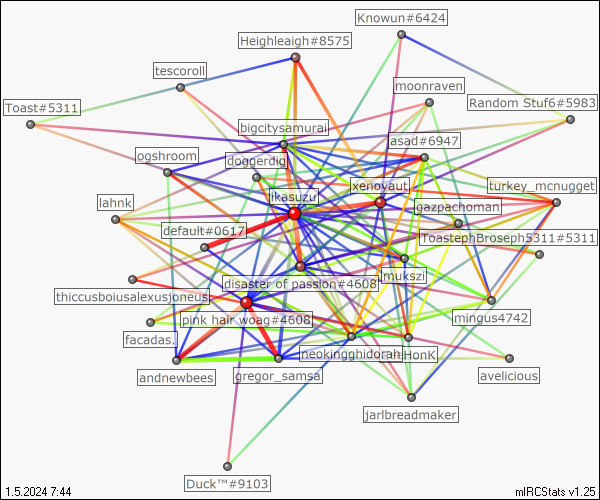 Knowun#6424
Heighleaigh#8575
tescoroll
moonraven
Toast#5311
Random Stuf6#5983
bigcitysamurai
asad#6947
ogshroom
doggerdig
ikasuzu
xenoyaut
turkey_mcnugget
lahnk
gazpachoman
default#0617
ToastephBroseph5311#5311
disaster of passion#4608
mukszi
thiccusboiusalexusjoneus
pink hair woag#4608
mingus4742
facadas.
neokingghidorah
HonK
andnewbees
gregor_samsa
avelicious
jarlbreadmaker
Duck™#9103
1.5.2024 7:44
mIRCStats v1.25